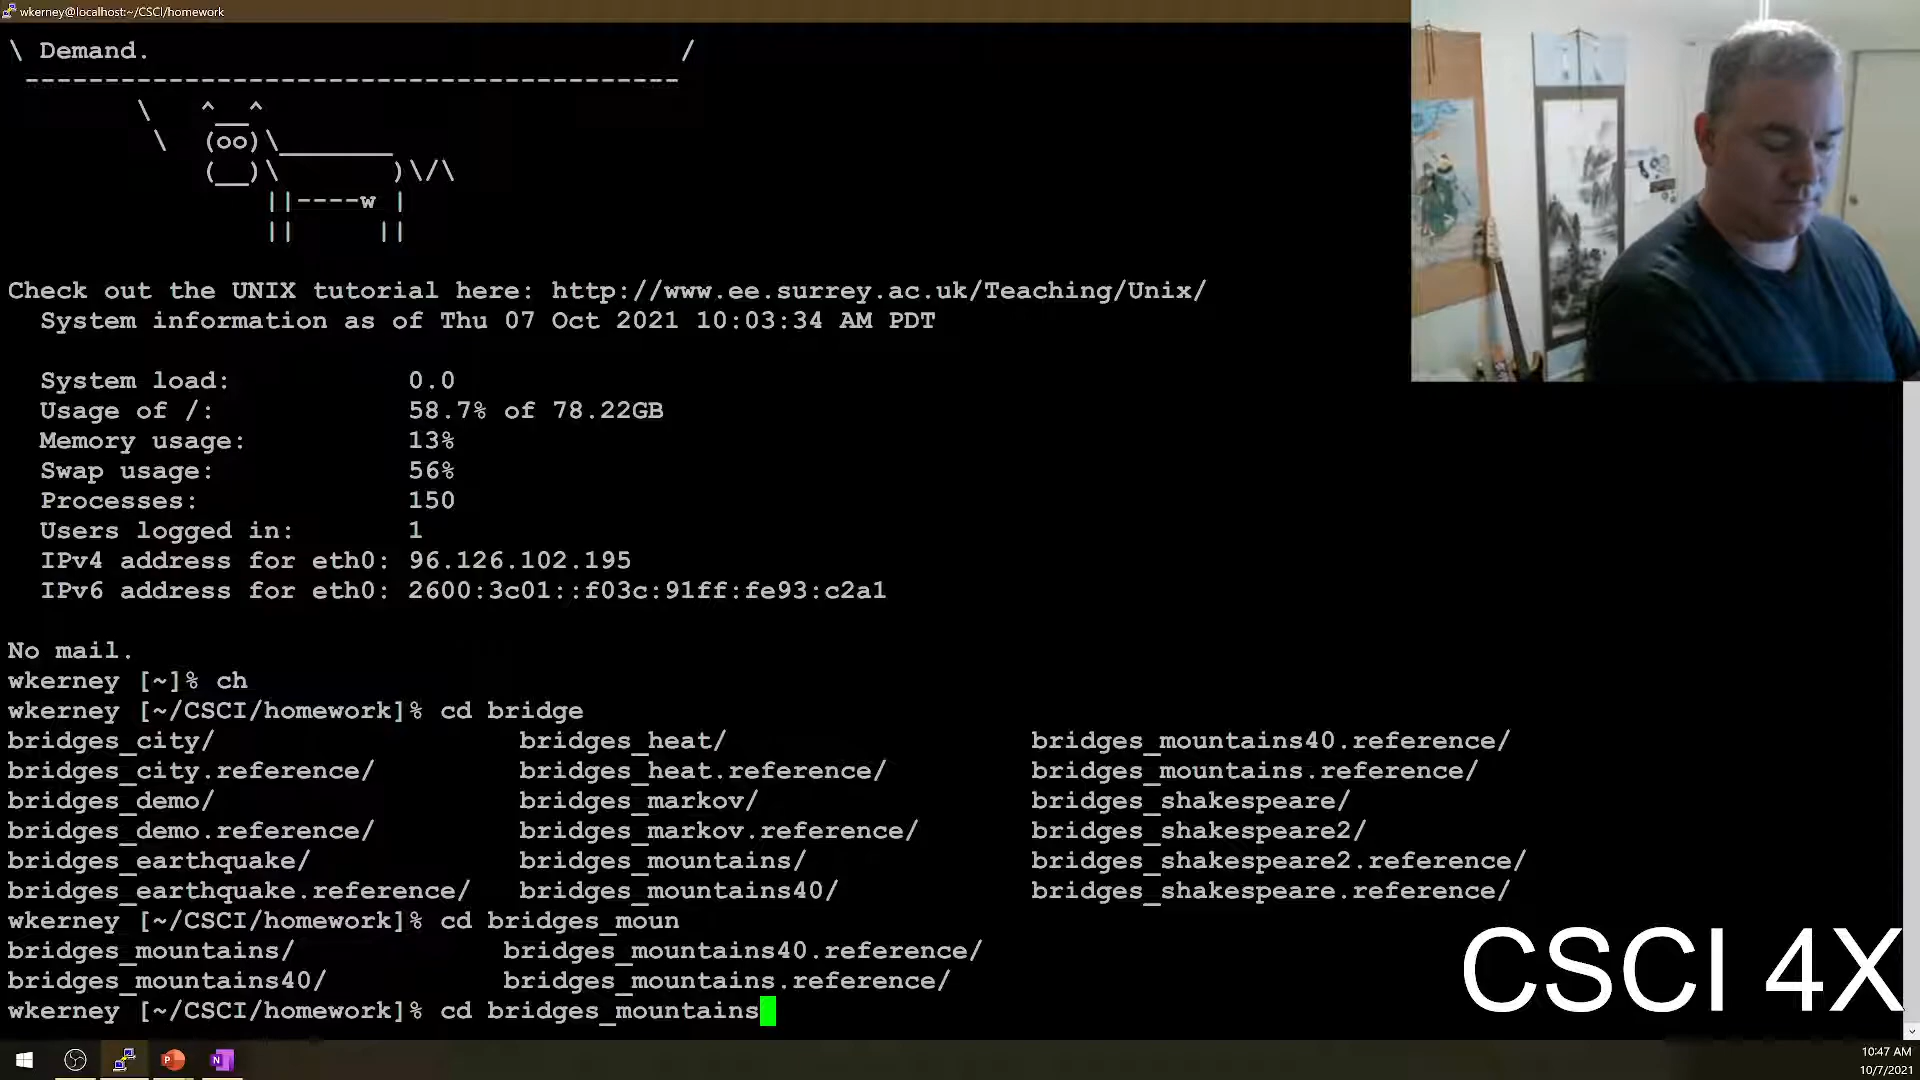 wkerney@localhost:~/CSCI/homework
\ Demand. /
-----------------------------------------
\ ^__^
\ (oo)\_______
(__)\ )\/\
||----w |
|| ||
Check out the UNIX tutorial here: http://www.ee.surrey.ac.uk/Teaching/Unix/
System information as of Thu 07 Oct 2021 10:03:34 AM PDT
System load: 0.0
Usage of /: 58.7% of 78.22GB
Memory usage: 13%
Swap usage: 56%
Processes: 150
Users logged in: 1
IPv4 address for eth0: 96.126.102.195
IPv6 address for eth0: 2600:3c01::f03c:91ff:fe93:c2a1
No mail.
wkerney [~]% ch
wkerney [~/CSCI/homework]% cd bridge
bridges_city/ bridges_heat/ bridges_mountains40.reference/
bridges_city.reference/ bridges_heat.reference/ bridges_mountains.reference/
bridges_demo/ bridges_markov/ bridges_shakespeare/
bridges_demo.reference/ bridges_markov.reference/ bridges_shakespeare2/
bridges_earthquake/ bridges_mountains/ bridges_shakespeare2.reference/
bridges_earthquake.reference/ bridges_mountains40/ bridges_shakespeare.reference/
wkerney [~/CSCI/homework]% cd bridges_moun
bridges_mountains/ bridges_mountains40.reference/
bridges_mountains40/ bridges_mountains.reference/
wkerney [~/CSCI/homework]% cd bridges_mountains
CSCI 4X
10:47 AM
10/7/2021